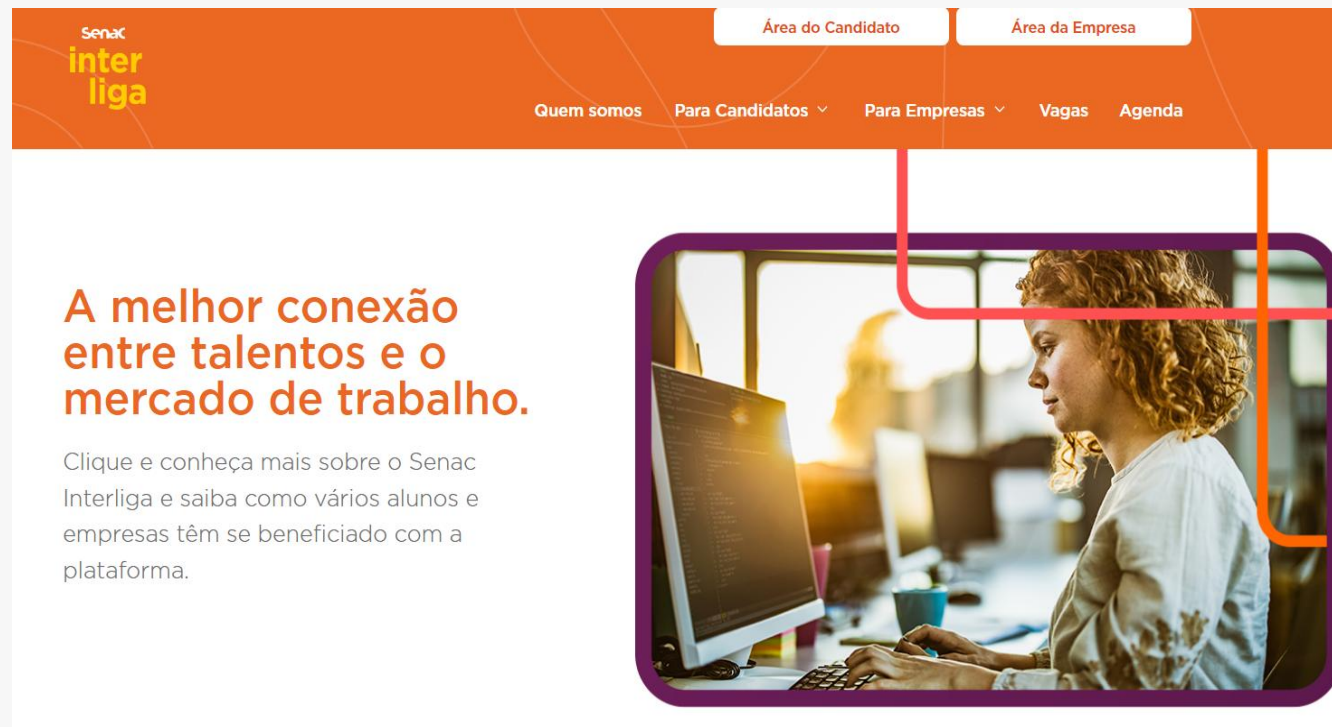 Senac
inter
liga
Área do Candidato
Área da Empresa
Quem somos Para Candidatos Para Empresas Vagas Agenda
A melhor conexão
entre talentos e o
mercado de trabalho.
Clique e conheça mais sobre o Senac
Interliga e saiba como vários alunos e
empresas têm se beneficiado com a
plataforma.